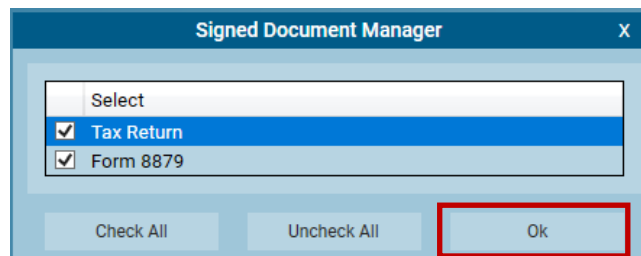 Signed Document Manager X
Select
Tax Return
Form 8879
Check All Uncheck All Ok